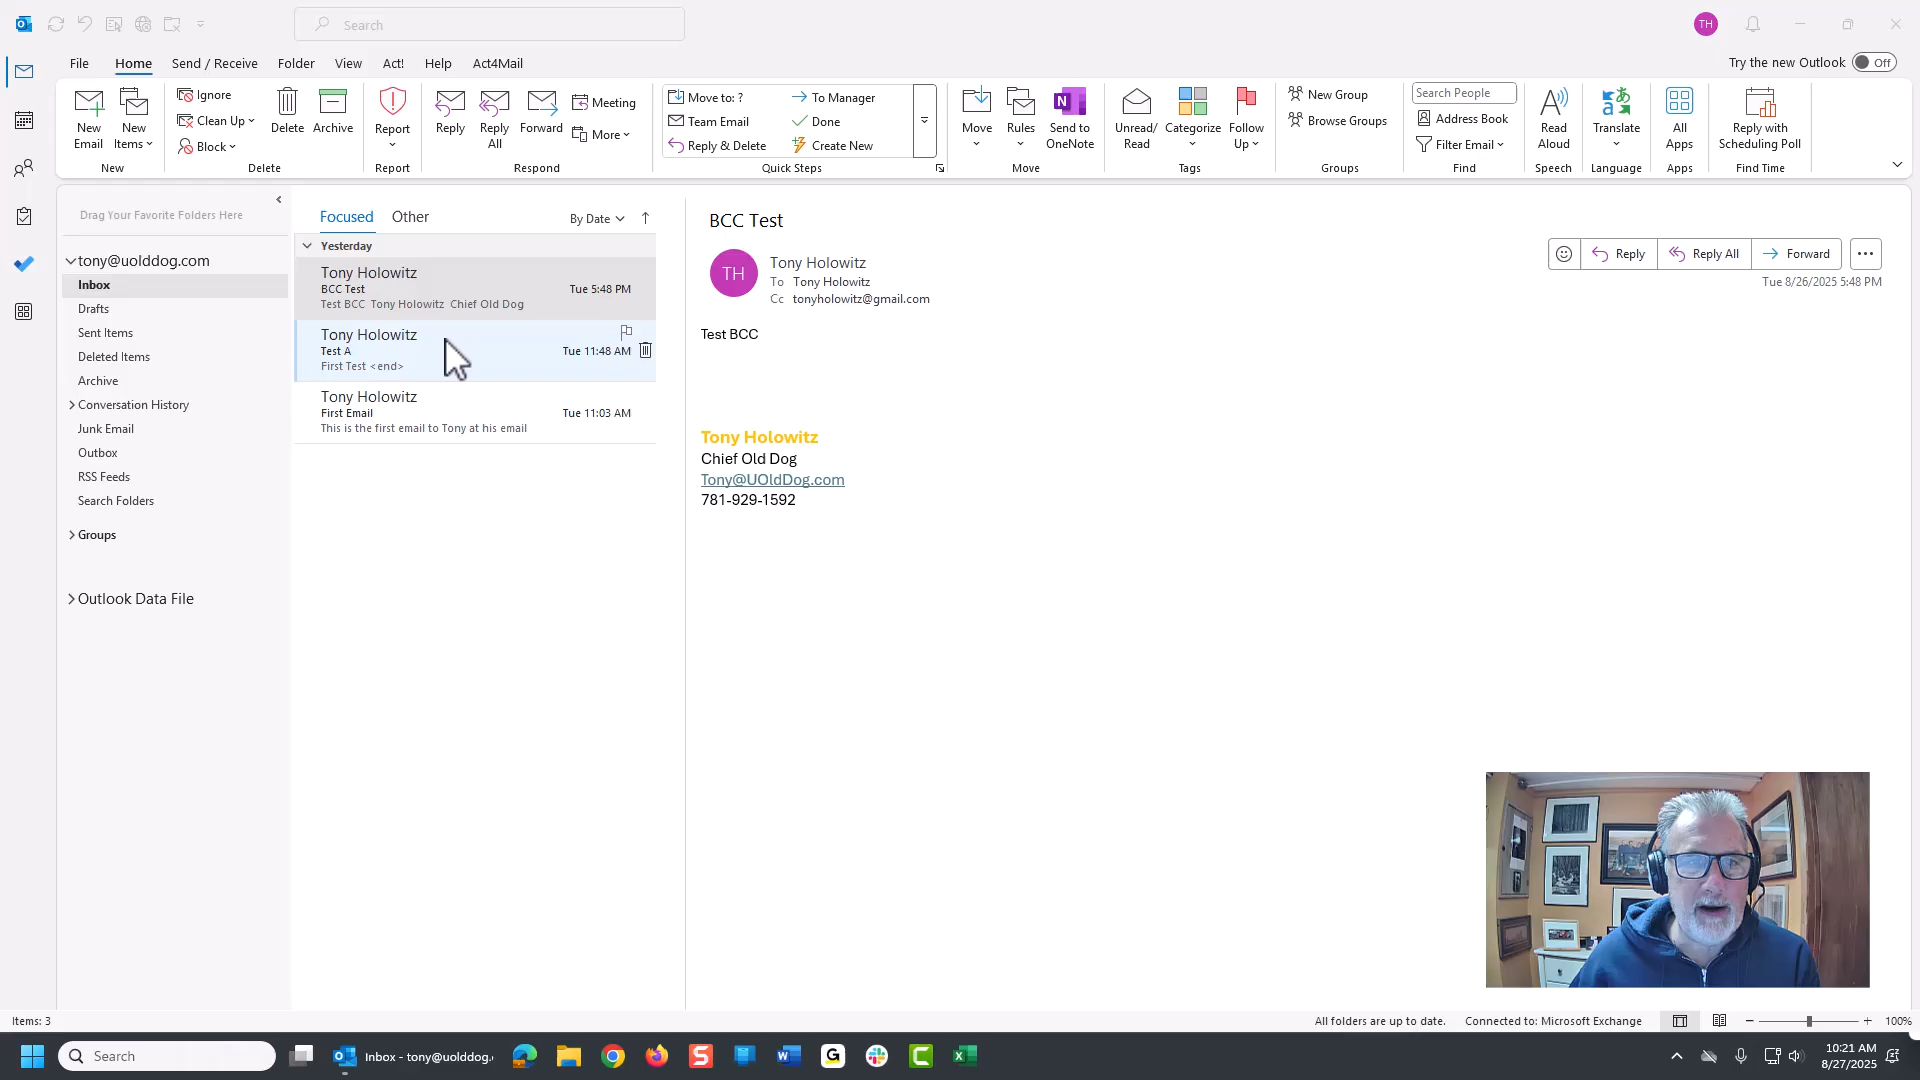 Search
TH
File Home Send / Receive Folder View Act! Help Act4Mail
Try the new Outlook Off
New Email
New Items
New
Ignore
Clean Up
Block
Delete
Archive
Delete
Report
Report
Reply
Reply All
Forward
Meeting
More
Respond
Move to: ?
Team Email
Reply & Delete
To Manager
Done
Create New
Quick Steps
Move
Rules
Send to OneNote
Move
Unread/ Read
Categorize
Follow Up
Tags
New Group
Browse Groups
Groups
Search People
Address Book
Filter Email
Find
Read Aloud
Speech
Translate
Language
All Apps
Apps
Reply with Scheduling Poll
Find Time
Drag Your Favorite Folders Here
tony@uolddog.com
Inbox
Drafts
Sent Items
Deleted Items
Archive
Conversation History
Junk Email
Outbox
RSS Feeds
Search Folders
Groups
Outlook Data File
Focused Other By Date
Yesterday
Tony Holowitz
BCC Test Tue 5:48 PM
Test BCC Tony Holowitz Chief Old Dog
Tony Holowitz
Test A Tue 11:48 AM
First Test <end>
Tony Holowitz
First Email Tue 11:03 AM
This is the first email to Tony at his email
BCC Test
TH
Tony Holowitz
To Tony Holowitz
Cc tonyholowitz@gmail.com
Reply Reply All Forward
Tue 8/26/2025 5:48 PM
Test BCC
Tony Holowitz
Chief Old Dog
Tony@UOldDog.com
781-929-1592
Items: 3
All folders are up to date. Connected to: Microsoft Exchange 100%
Search
Inbox - tony@uolddog.
10:21 AM
8/27/2025